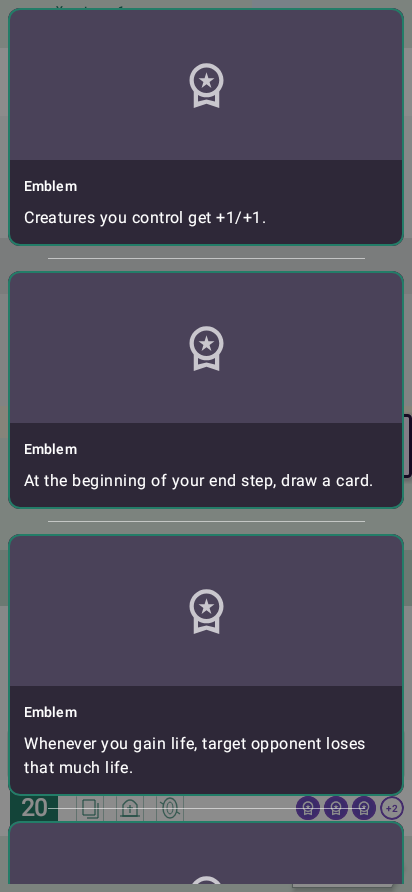 Emblem
Creatures you control get +1/+1.
Emblem
At the beginning of your end step, draw a card.
Emblem
Whenever you gain life, target opponent loses
that much life.
20
+2